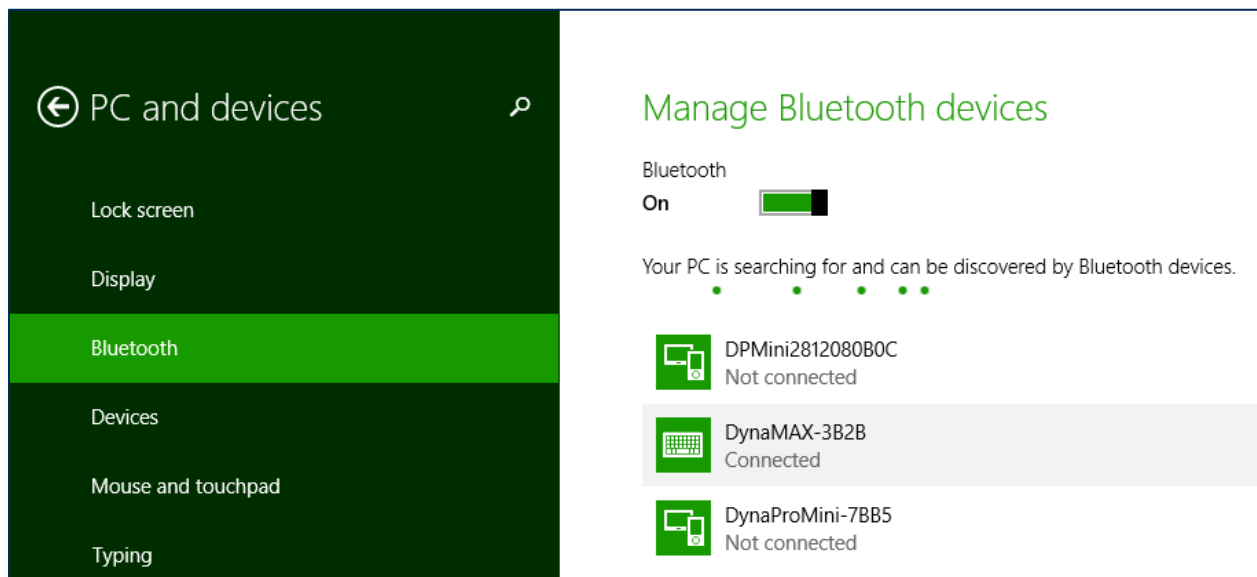 PC and devices
Lock screen
Display
Bluetooth
Devices
Mouse and touchpad
Typing
Manage Bluetooth devices
Bluetooth
On
Your PC is searching for and can be discovered by Bluetooth devices.
DPMini2812080B0C
Not connected
DynaMAX-3B2B
Connected
DynaProMini-7BB5
Not connected